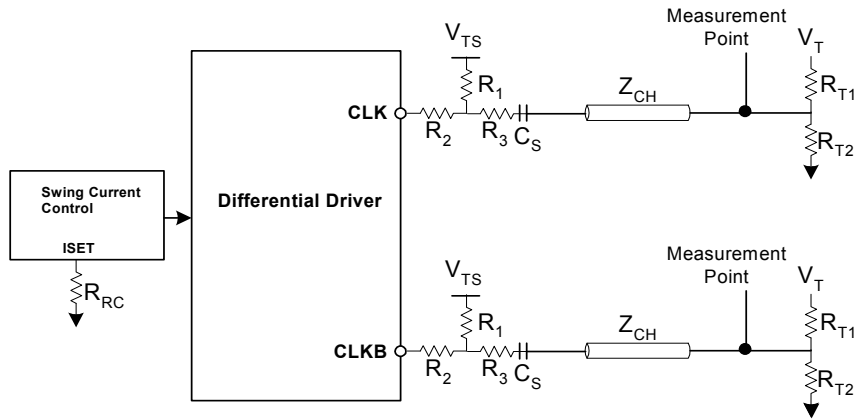 Measurement
Point
V_TS
V_T
R_1
R_T1
Z_CH
CLK
R_2
R_3
C_S
R_T2
Swing Current
Control
ISET
R_RC
Differential Driver
Measurement
Point
V_TS
V_T
R_1
R_T1
Z_CH
CLKB
R_2
R_3
C_S
R_T2